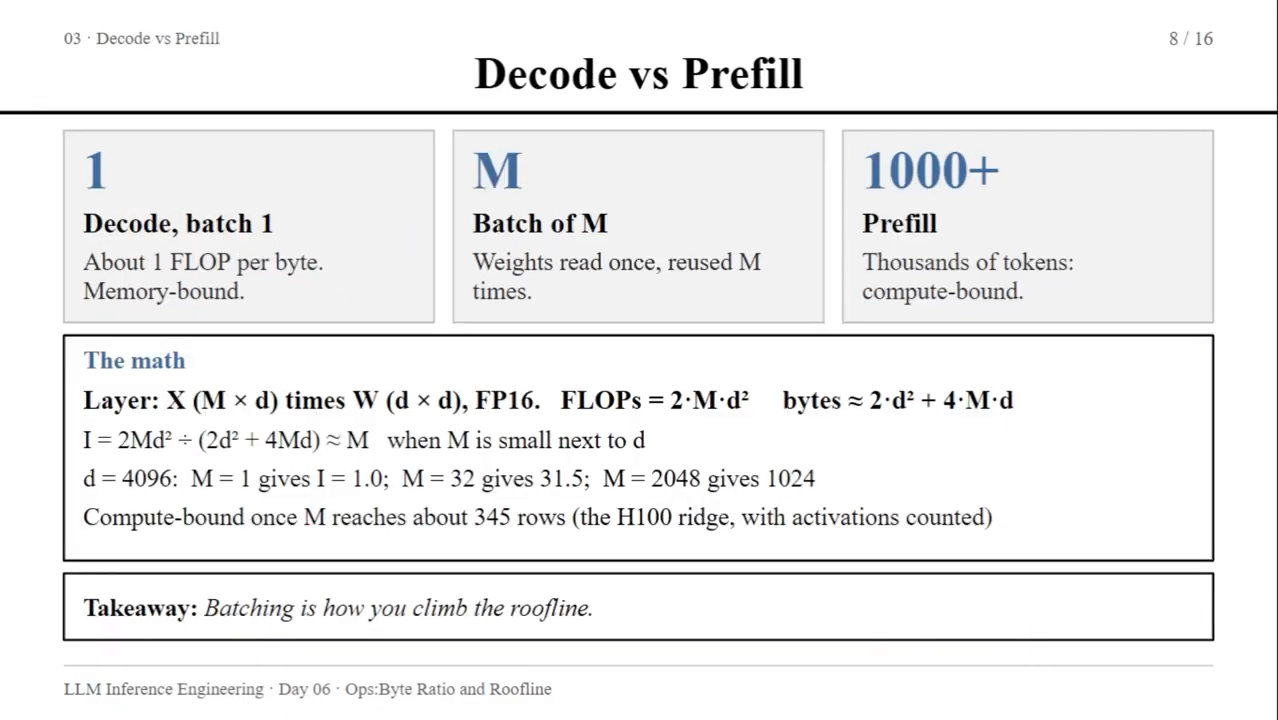 03 · Decode vs Prefill
8 / 16
Decode vs Prefill
1
Decode, batch 1
About 1 FLOP per byte.
Memory-bound.
M
Batch of M
Weights read once, reused M
times.
1000+
Prefill
Thousands of tokens:
compute-bound.
The math
Layer: X (M × d) times W (d × d), FP16.   FLOPs = 2·M·d²     bytes ≈ 2·d² + 4·M·d
I = 2Md² ÷ (2d² + 4Md) ≈ M   when M is small next to d
d = 4096:  M = 1 gives I = 1.0;  M = 32 gives 31.5;  M = 2048 gives 1024
Compute-bound once M reaches about 345 rows (the H100 ridge, with activations counted)
Takeaway: Batching is how you climb the roofline.
LLM Inference Engineering · Day 06 · Ops:Byte Ratio and Roofline